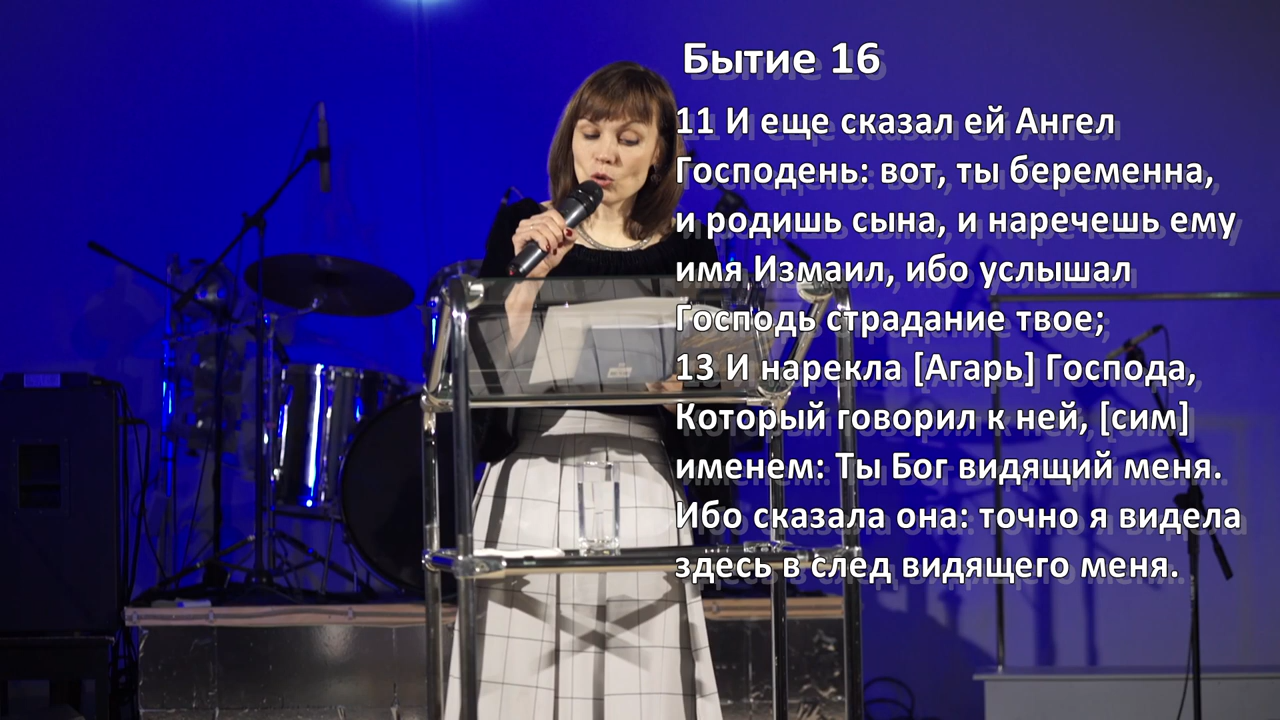 Бытие 16
11 И еще сказал ей Ангел
Господень: вот, ты беременна,
и родишь сына, и наречешь ему
имя Измаил, ибо услышал
Господь страдание твое;
13 И нарекла [Агарь] Господа,
Который говорил к ней, [сим]
именем: Ты Бог видящий меня.
Ибо сказала она: точно я видела
здесь в след видящего меня.